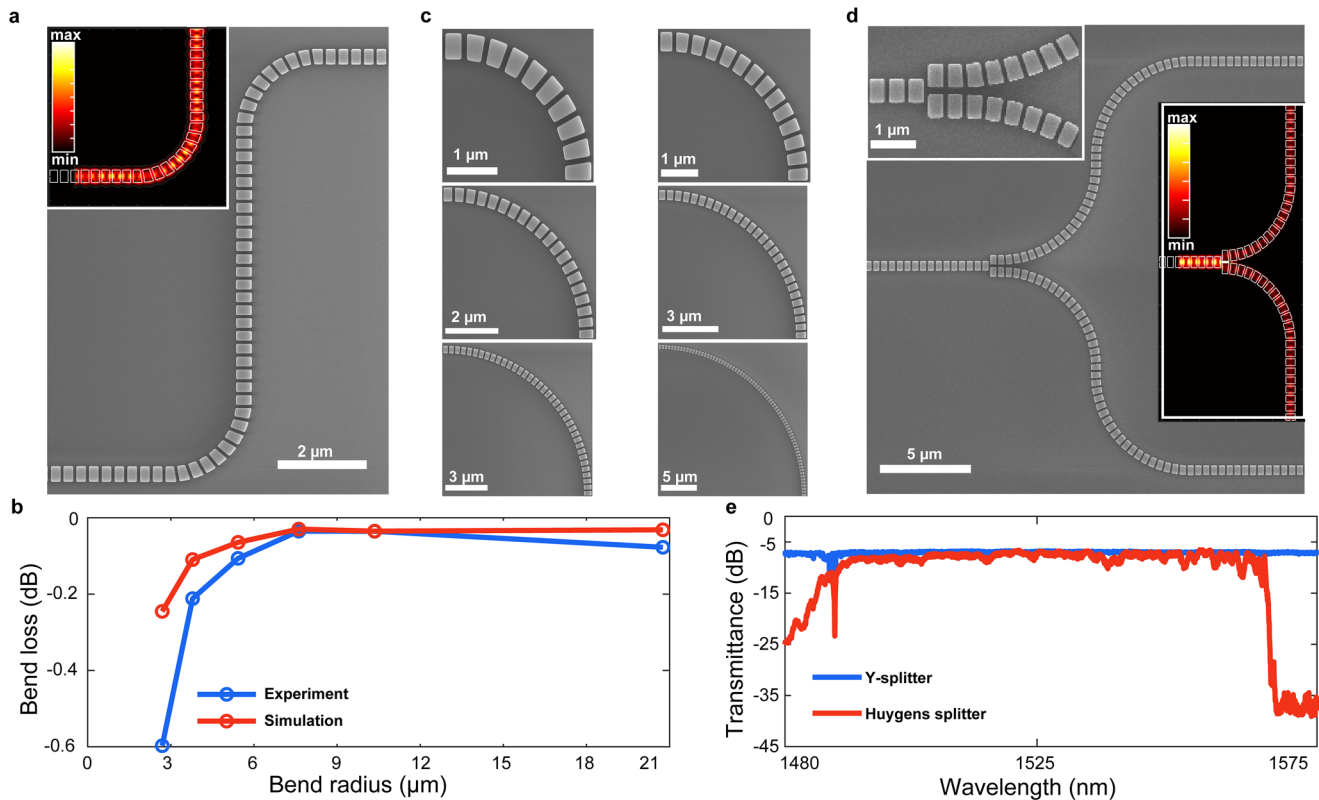 a
max
min
2 µm
c
1 µm
1 µm
2 µm
3 µm
3 µm
5 µm
d
1 µm
max
min
5 µm
b
0
-0.2
-0.4
-0.6
Bend loss (dB)
Experiment
Simulation
0 3 6 9 12 15 18 21
Bend radius (µm)
e
0
-5
-15
-25
-35
-45
Transmittance (dB)
Y-splitter
Huygens splitter
1480 1525 1575
Wavelength (nm)